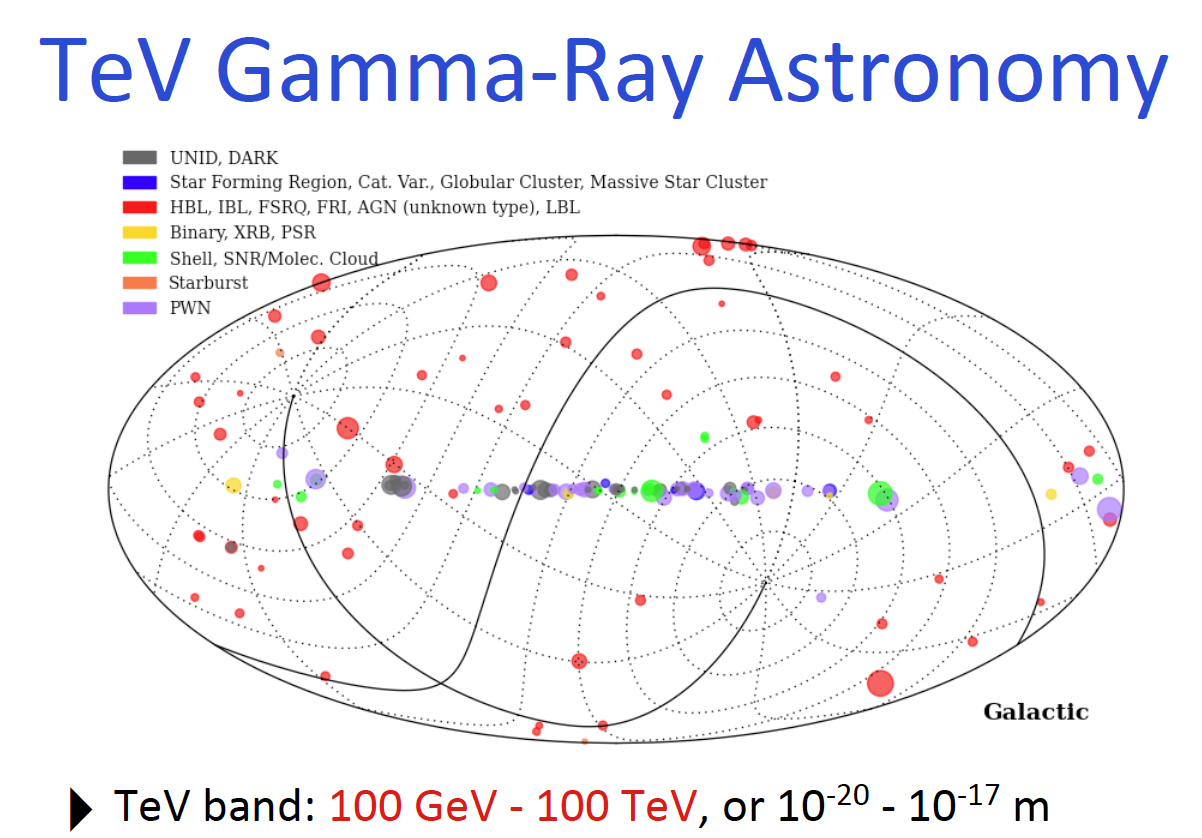 TeV Gamma-Ray Astronomy
UNID, DARK
Star Forming Region, Cat. Var., Globular Cluster, Massive Star Cluster
HBL, IBL, FSRQ, FRI, AGN (unknown type), LBL
Binary, XRB, PSR
Shell, SNR/Molec. Cloud
Starburst
PWN
Galactic
TeV band: 100 GeV - 100 TeV, or 10⁻²⁰ - 10⁻¹⁷ m